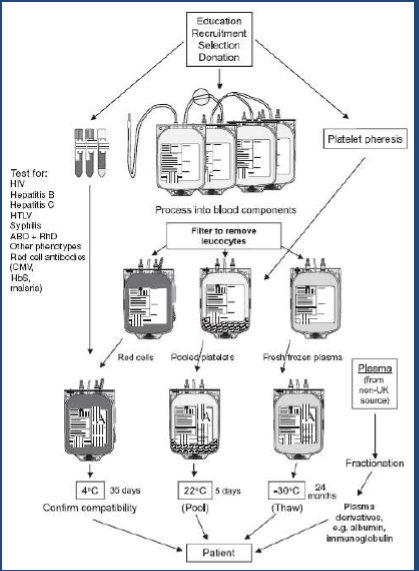 Education
Recruitment
Selection
Donation
Platelet pheresis
Test for:
HIV
Hepatitis B
Hepatitis C
HTLV
Syphilis
ABO + RhD
Other phenotypes
Red cell antibodies
(CMV,
HbS,
malaria)
Process into blood components
Filter to remove
leucocytes
Red cells
Pooled platelets
Fresh frozen plasma
Plasma
(from
non-UK
source)
Fractionation
4°C 35 days
Confirm compatibility
22°C 5 days
(Pool)
-30°C 24
months
(Thaw)
Plasma
derivatives,
e.g. albumin,
immunoglobulin
Patient